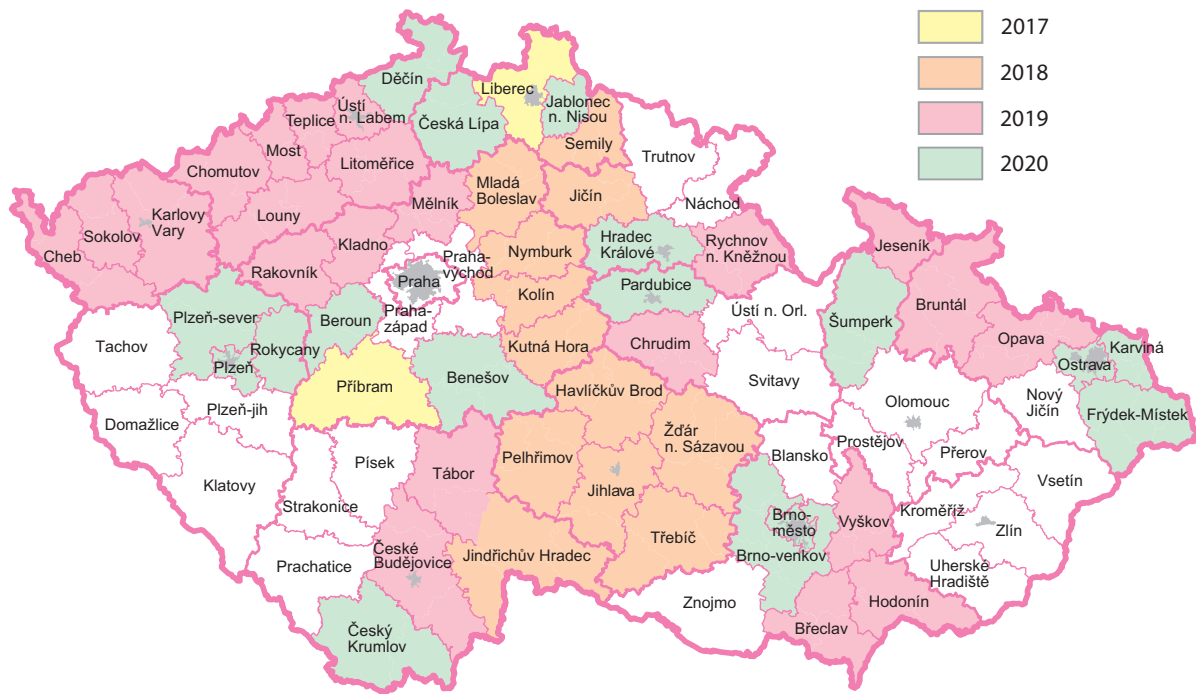 2017
2018
2019
2020
Děčín
Liberec
Ústí
n. Labem
Teplice
Česká Lípa
Jablonec
n. Nisou
Semily
Most
Litoměřice
Trutnov
Chomutov
Mladá
Boleslav
Jičín
Náchod
Mělník
Karlovy
Vary
Louny
Sokolov
Kladno
Nymburk
Hradec
Králové
Rychnov
n. Kněžnou
Jeseník
Cheb
Rakovník
Praha-
východ
Praha
Kolín
Pardubice
Bruntál
Praha-
západ
Ústí n. Orl.
Plzeň-sever
Beroun
Šumperk
Opava
Karviná
Tachov
Rokycany
Plzeň
Kutná Hora
Chrudim
Ostrava
Benešov
Příbram
Havlíčkův Brod
Svitavy
Olomouc
Nový
Jičín
Frýdek-Místek
Plzeň-jih
Domažlice
Žďár
n. Sázavou
Prostějov
Přerov
Písek
Pelhřimov
Blansko
Tábor
Vsetín
Klatovy
Jihlava
Strakonice
Brno-
město
Vyškov
Kroměříž
Zlín
Třebíč
České
Budějovice
Jindřichův Hradec
Brno-venkov
Prachatice
Uherské
Hradiště
Znojmo
Hodonín
Břeclav
Český
Krumlov